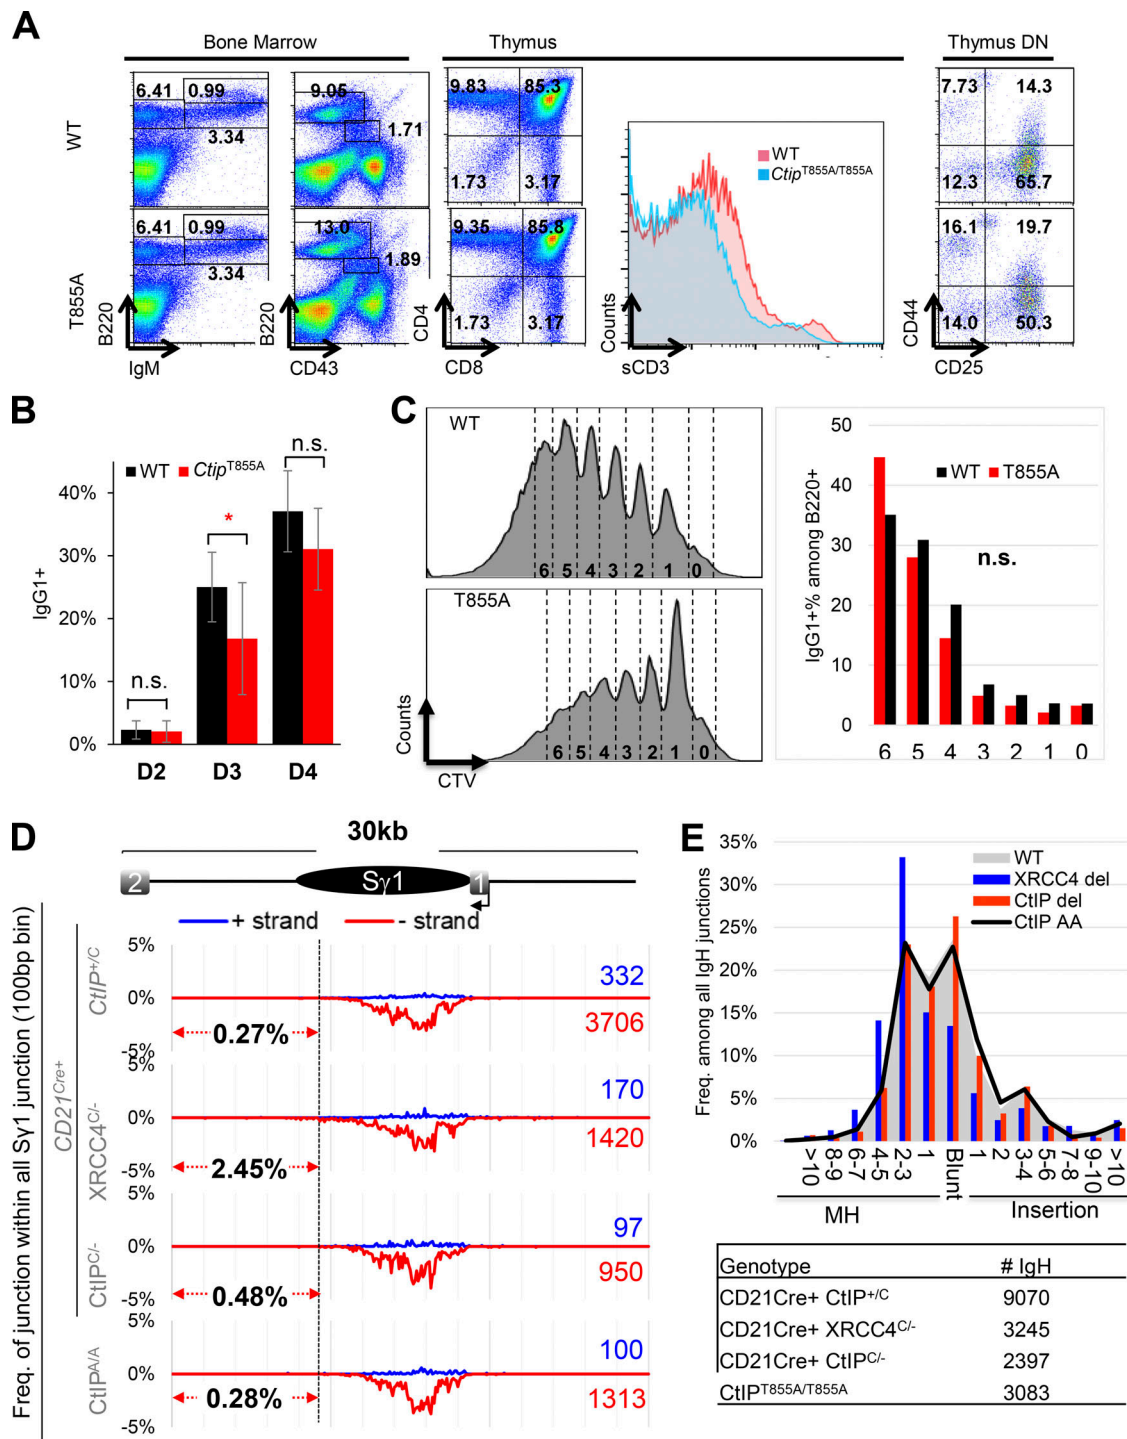 A
Bone Marrow
Thymus
Thymus DN
WT
6.41
0.99
3.34
9.05
1.71
9.83
85.3
1.73
3.17
WT
Ctip^T855A/T855A
7.73
14.3
12.3
65.7
T855A
6.41
0.99
3.34
13.0
1.89
9.35
85.8
1.73
3.17
16.1
19.7
14.0
50.3
B220
IgM
B220
CD43
CD4
CD8
Counts
sCD3
CD44
CD25
B
IgG1+
WT
Ctip^T855A
40%
30%
20%
10%
0%
n.s.
*
n.s.
D2
D3
D4
C
WT
6 5 4 3 2 1 0
T855A
6 5 4 3 2 1 0
Counts
CTV
IgG1+% among B220+
50
40
30
20
10
0
WT
T855A
n.s.
6 5 4 3 2 1 0
D
30kb
2
Sγ1
1
+ strand
- strand
Freq. of junction within all Sγ1 junction (100bp bin)
CD21^Cre+
CtIP^+/C
5%
0%
-5%
0.27%
332
3706
XRCC4^C/-
5%
0%
-5%
2.45%
170
1420
CtIP^C/-
5%
0%
-5%
0.48%
97
950
CtIP^A/A
5%
0%
-5%
0.28%
100
1313
E
Freq. among all IgH junctions
35%
30%
25%
20%
15%
10%
5%
0%
WT
XRCC4 del
CtIP del
CtIP AA
>10
8-9
6-7
4-5
2-3
1
Blunt
1
2
3-4
5-6
7-8
9-10
>10
MH
Insertion
Genotype # IgH
CD21Cre+ CtIP^+/C 9070
CD21Cre+ XRCC4^C/- 3245
CD21Cre+ CtIP^C/- 2397
CtIP^T855A/T855A 3083